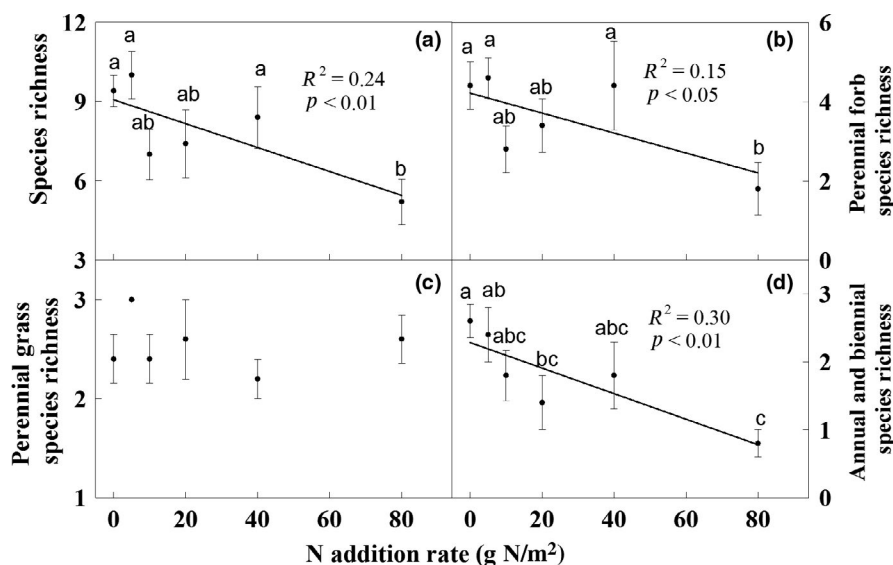 12
9
6
3
Species richness
(a)
a
a
ab
ab
a
b
R² = 0.24
p < 0.01
(b)
a
a
ab
ab
a
b
R² = 0.15
p < 0.05
6
4
2
0
Perennial forb
species richness
3
2
1
Perennial grass
species richness
(c)
(d)
a
ab
abc
bc
abc
c
R² = 0.30
p < 0.01
3
2
1
0
Annual and biennial
species richness
0 20 40 60 80
0 20 40 60 80
N addition rate (g N/m²)